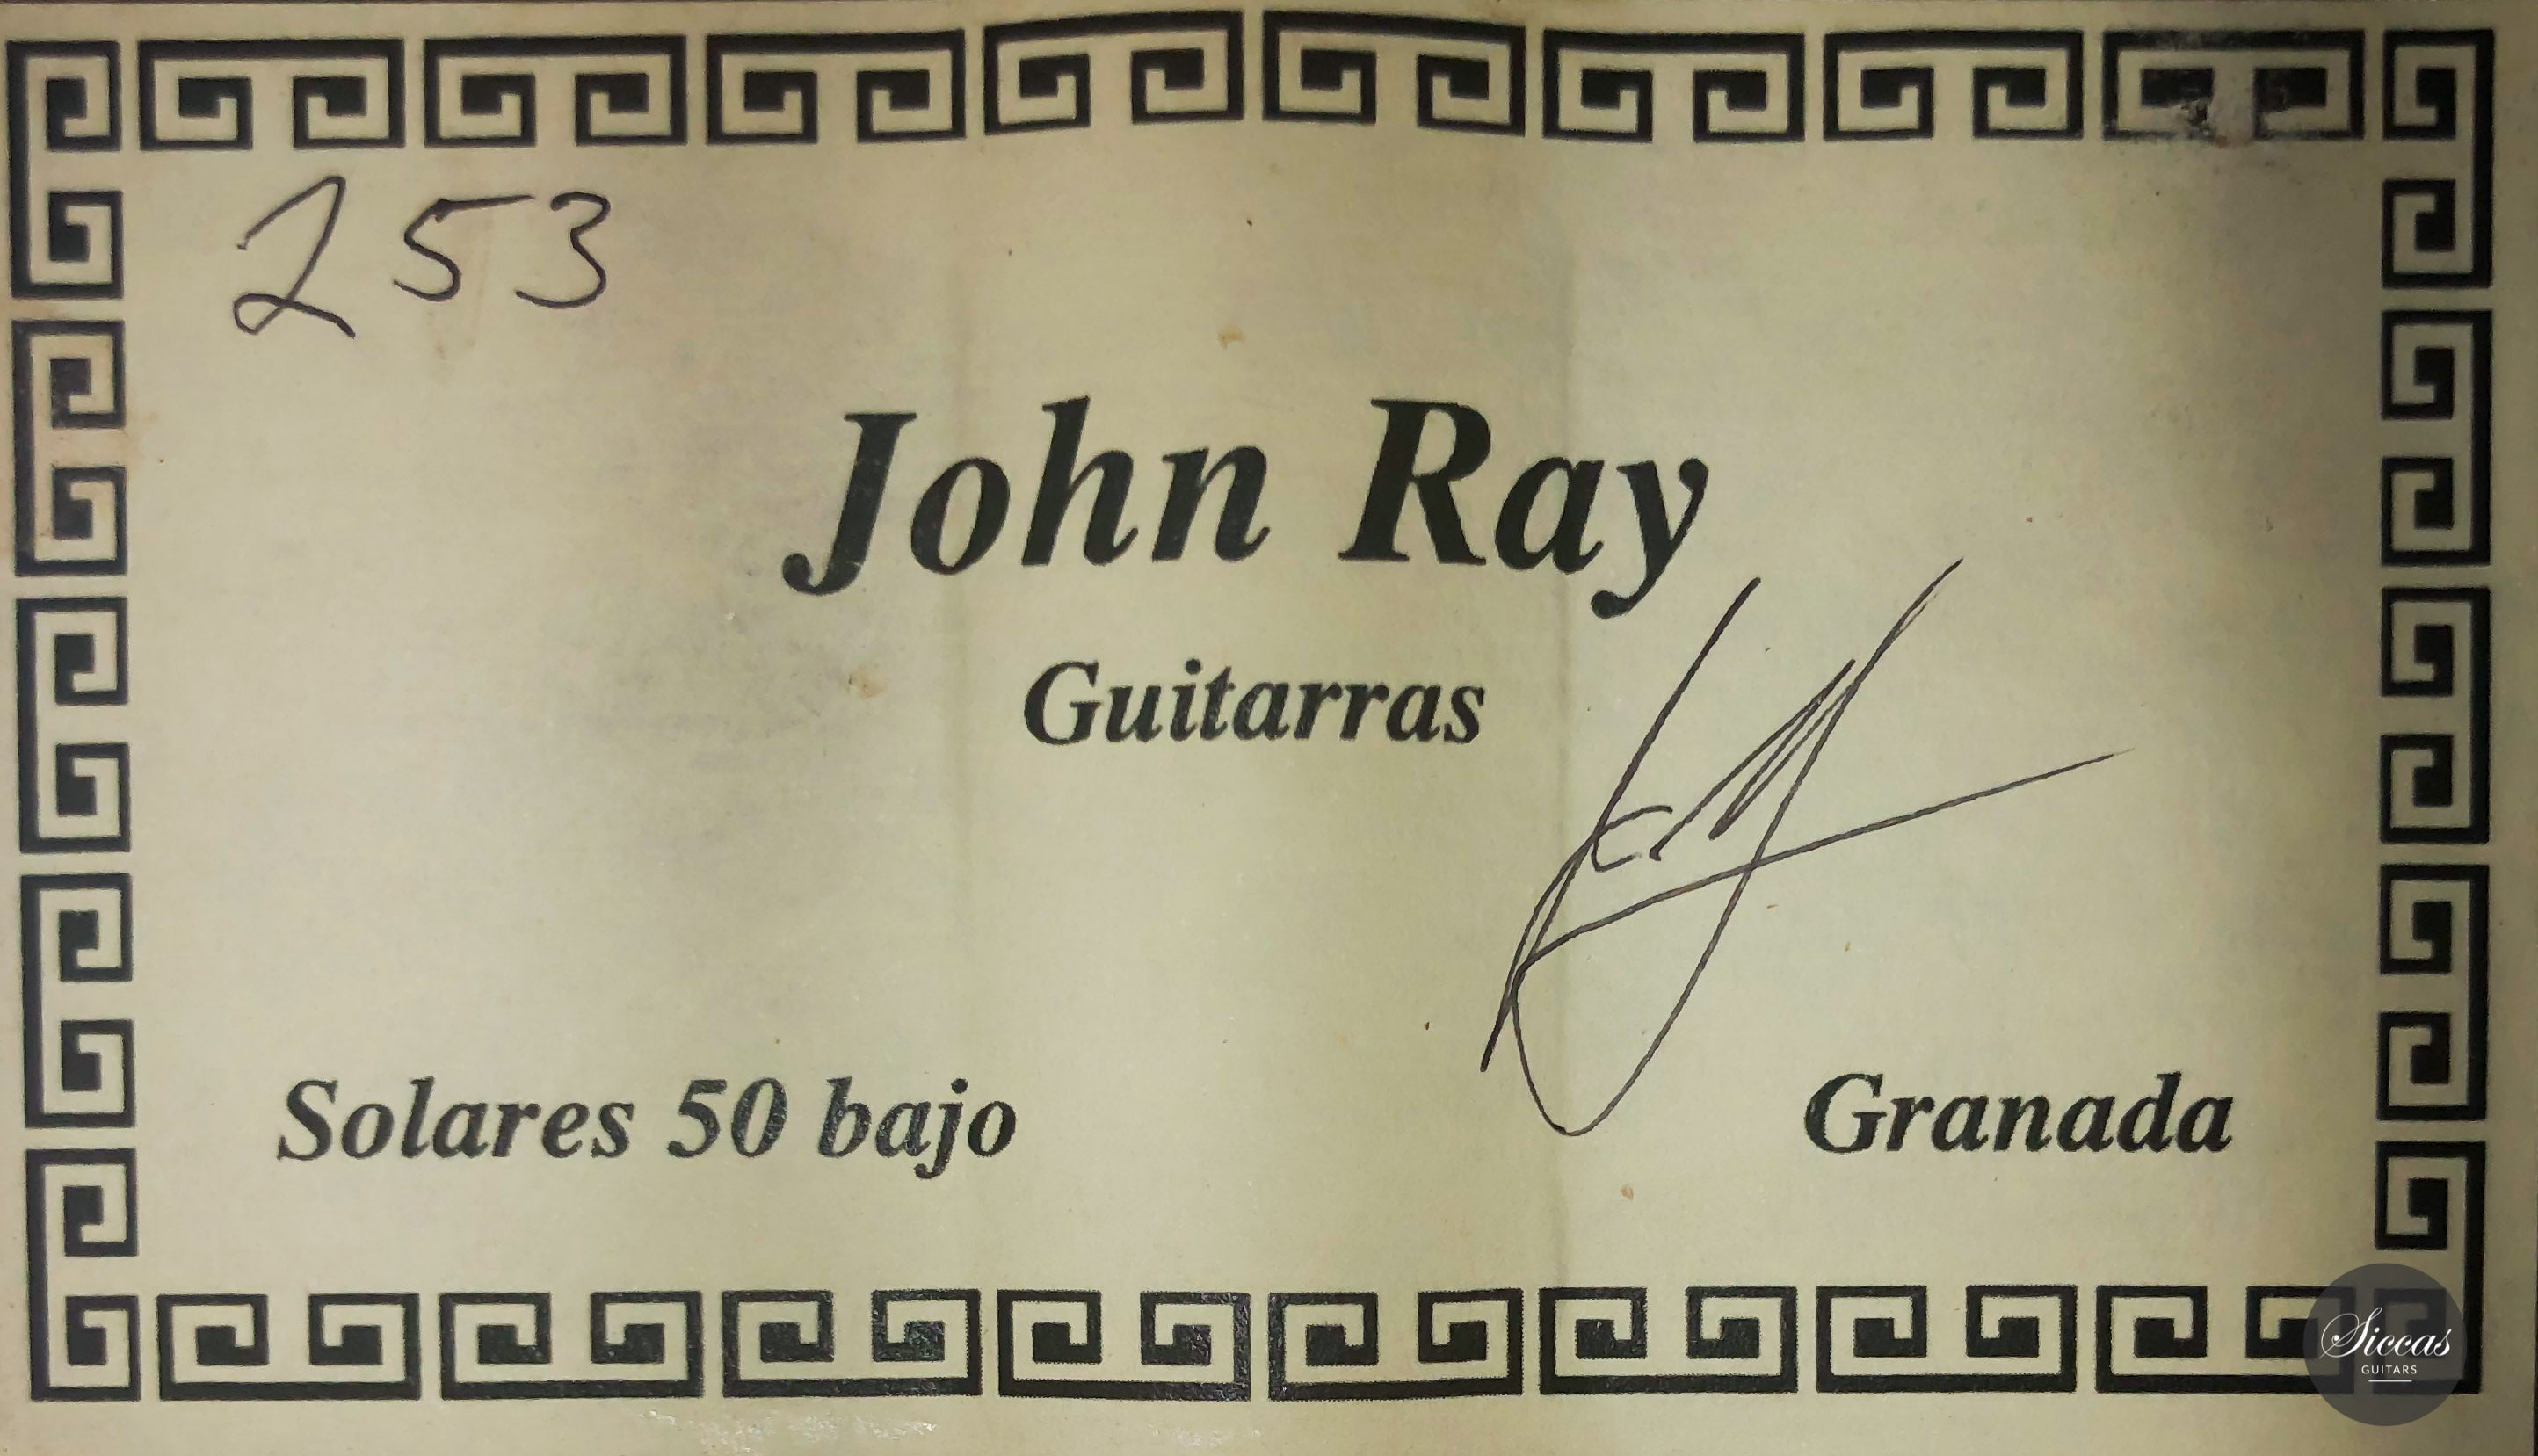 253
John Ray
Guitarras
Solares 50 bajo
Granada
Siccas
GUITARS